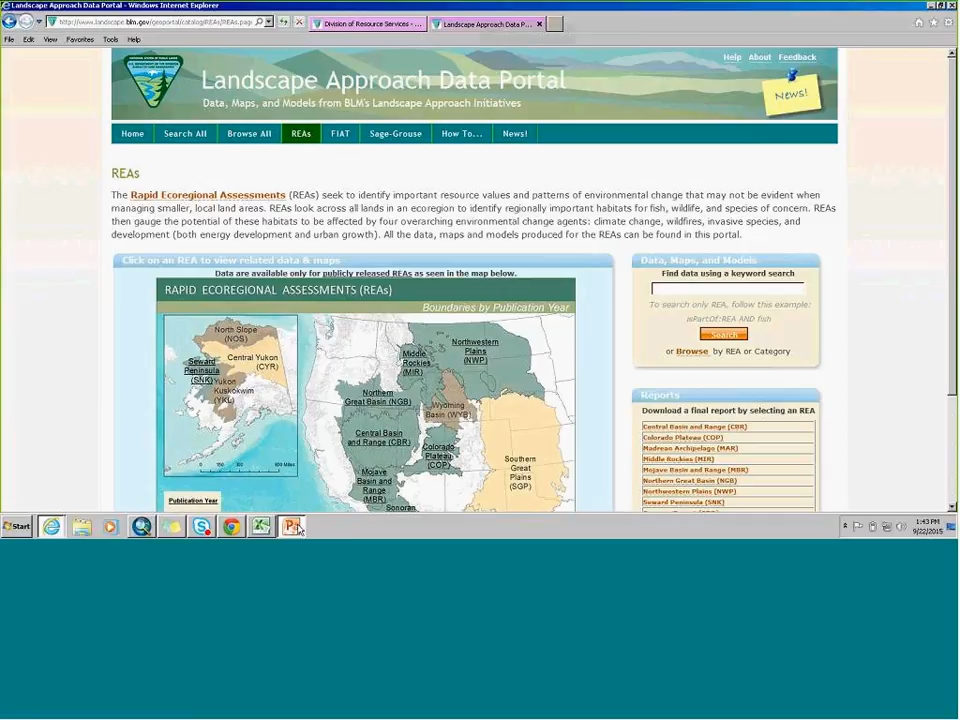 Landscape Approach Data Portal - Windows Internet Explorer
http://www.landscape.blm.gov/geoportal/catalog/REAs/REAs.page
Division of Resource Services - ...
Landscape Approach Data P...
File Edit View Favorites Tools Help
Help About Feedback
Landscape Approach Data Portal
Data, Maps, and Models from BLM's Landscape Approach Initiatives
News!
Home Search All Browse All REAs FIAT Sage-Grouse How To... News!
REAs
The Rapid Ecoregional Assessments (REAs) seek to identify important resource values and patterns of environmental change that may not be evident when
managing smaller, local land areas. REAs look across all lands in an ecoregion to identify regionally important habitats for fish, wildlife, and species of concern. REAs
then gauge the potential of these habitats to be affected by four overarching environmental change agents: climate change, wildfires, invasive species, and
development (both energy development and urban growth). All the data, maps and models produced for the REAs can be found in this portal.
Click on an REA to view related data & maps
Data are available only for publicly released REAs as seen in the map below.
RAPID ECOREGIONAL ASSESSMENTS (REAs)
Boundaries by Publication Year
North Slope
(NOS)
Central Yukon
(CYR)
Seward
Peninsula
(SNK)
Yukon
Kuskokwim
(YKL)
0 150 300 600 Miles
Publication Year
Northwestern
Plains
(NWP)
Middle
Rockies
(MIR)
Northern
Great Basin (NGB)
Wyoming
Basin (WYB)
Central Basin
and Range (CBR)
Colorado
Plateau
(COP)
Southern
Great
Plains
(SGP)
Mojave
Basin and
Range
(MBR)
Sonoran
Data, Maps, and Models
Find data using a keyword search
To search only REA, follow this example:
isPartOf:REA AND fish
Search
or Browse by REA or Category
Reports
Download a final report by selecting an REA
Central Basin and Range (CBR)
Colorado Plateau (COP)
Madrean Archipelago (MAR)
Middle Rockies (MIR)
Mojave Basin and Range (MBR)
Northern Great Basin (NGB)
Northwestern Plains (NWP)
Seward Peninsula (SNK)
Start
1:43 PM
9/22/2015